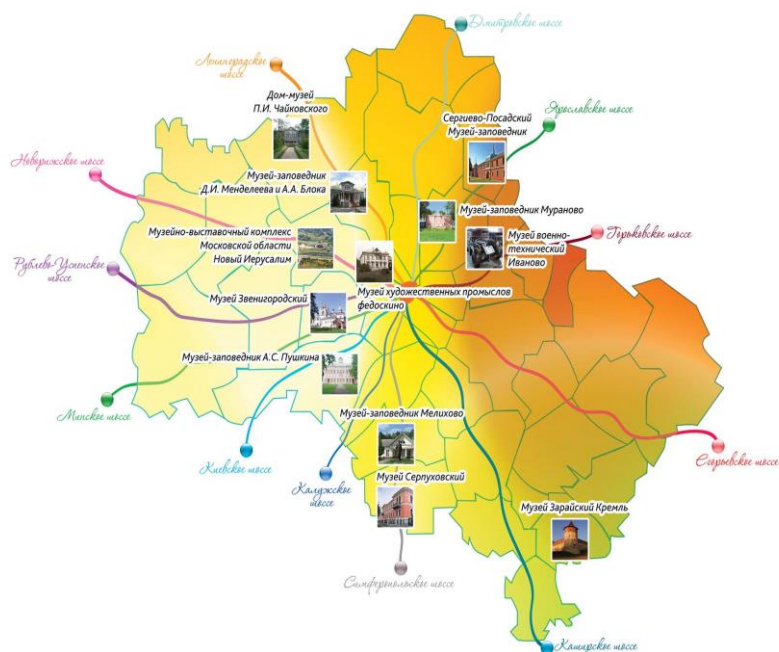 Дмитровское шоссе
Ленинградское шоссе
Дом-музей
П.И. Чайковского
Сергиево-Посадский
Музей-заповедник
Ярославское шоссе
Новорижское шоссе
Музей-заповедник
Д.И. Менделеева и А.А. Блока
Музей-заповедник Мураново
Музейно-выставочный комплекс
Московской области
Новый Иерусалим
Музей военно-
технический
Иваново
Горьковское шоссе
Рублево-Успенское
шоссе
Музей художественных промыслов
федоскино
Музей Звенигородский
Музей-заповедник А.С. Пушкина
Минское шоссе
Музей-заповедник Мелихово
Киевское шоссе
Калужское
шоссе
Егорьевское шоссе
Музей Серпуховский
Музей Зарайский Кремль
Симферопольское шоссе
Каширское шоссе